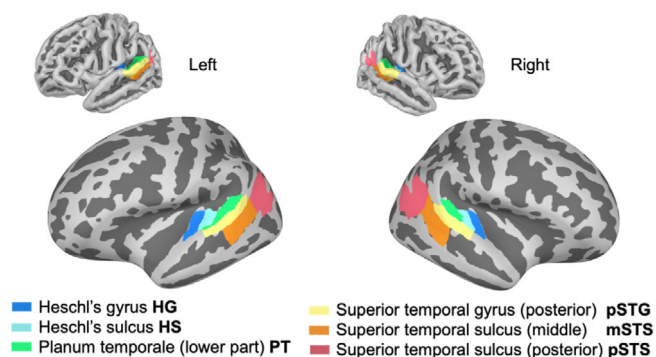 Left
Right
Heschl's gyrus HG
Heschl's sulcus HS
Planum temporale (lower part) PT
Superior temporal gyrus (posterior) pSTG
Superior temporal sulcus (middle) mSTS
Superior temporal sulcus (posterior) pSTS